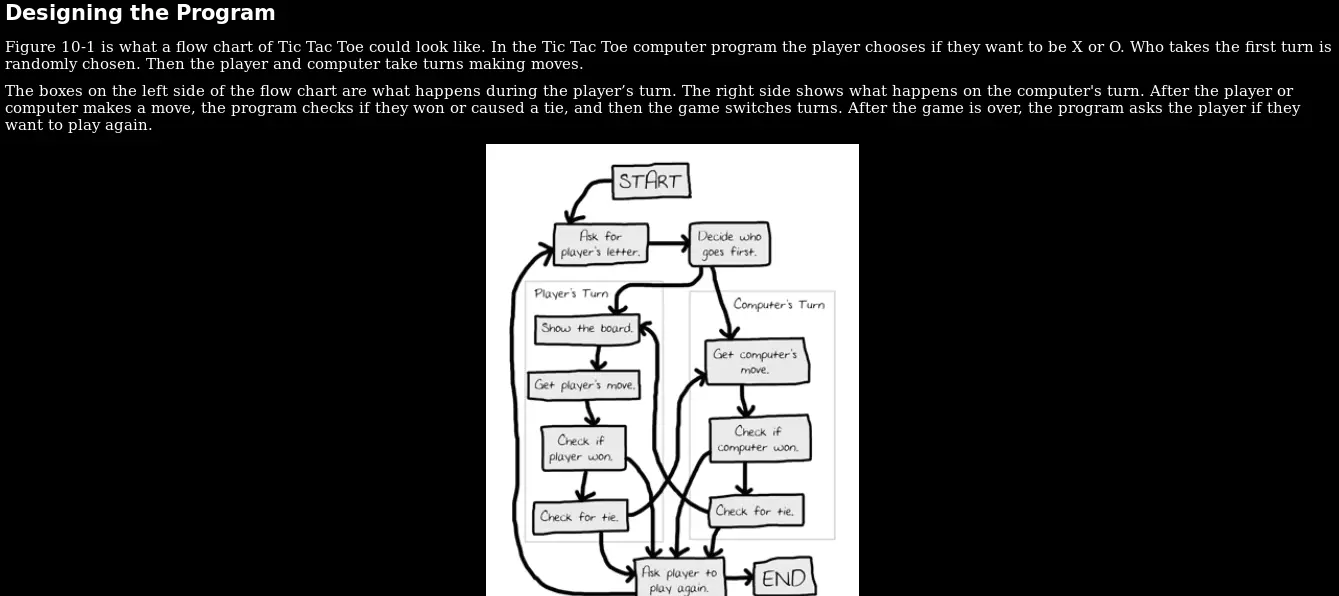 Designing the Program
Figure 10-1 is what a flow chart of Tic Tac Toe could look like. In the Tic Tac Toe computer program the player chooses if they want to be X or O. Who takes the first turn is
randomly chosen. Then the player and computer take turns making moves.
The boxes on the left side of the flow chart are what happens during the player’s turn. The right side shows what happens on the computer's turn. After the player or
computer makes a move, the program checks if they won or caused a tie, and then the game switches turns. After the game is over, the program asks the player if they
want to play again.
START
Ask for
player's letter.
Decide who
goes first.
Player's Turn
Show the board.
Get player's move.
Check if
player won.
Check for tie.
Computer's Turn
Get computer's
move.
Check if
computer won.
Check for tie.
Ask player to
play again.
END